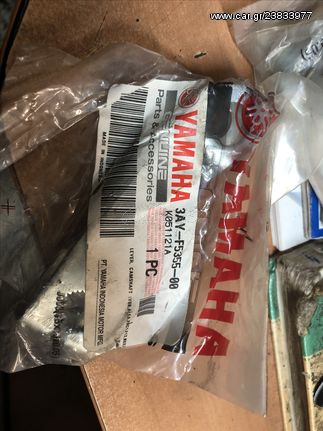 www.car.gr/23833977
YAMAHA
GENUINE
Parts & Accessories
MADE IN INDONESIA
3AY-F5355-00
K051121A
1 PC
LEVER, CAMSHAFT
PT. YAMAHA INDONESIA MOTOR MFG.
YAMAHA